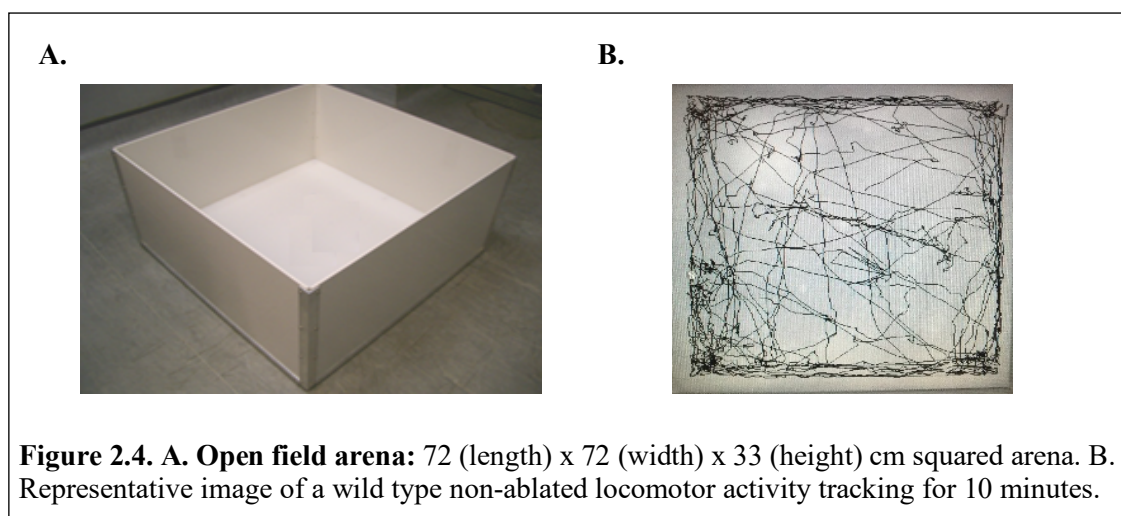 A.
B.
Figure 2.4. A. Open field arena: 72 (length) x 72 (width) x 33 (height) cm squared arena. B.
Representative image of a wild type non-ablated locomotor activity tracking for 10 minutes.